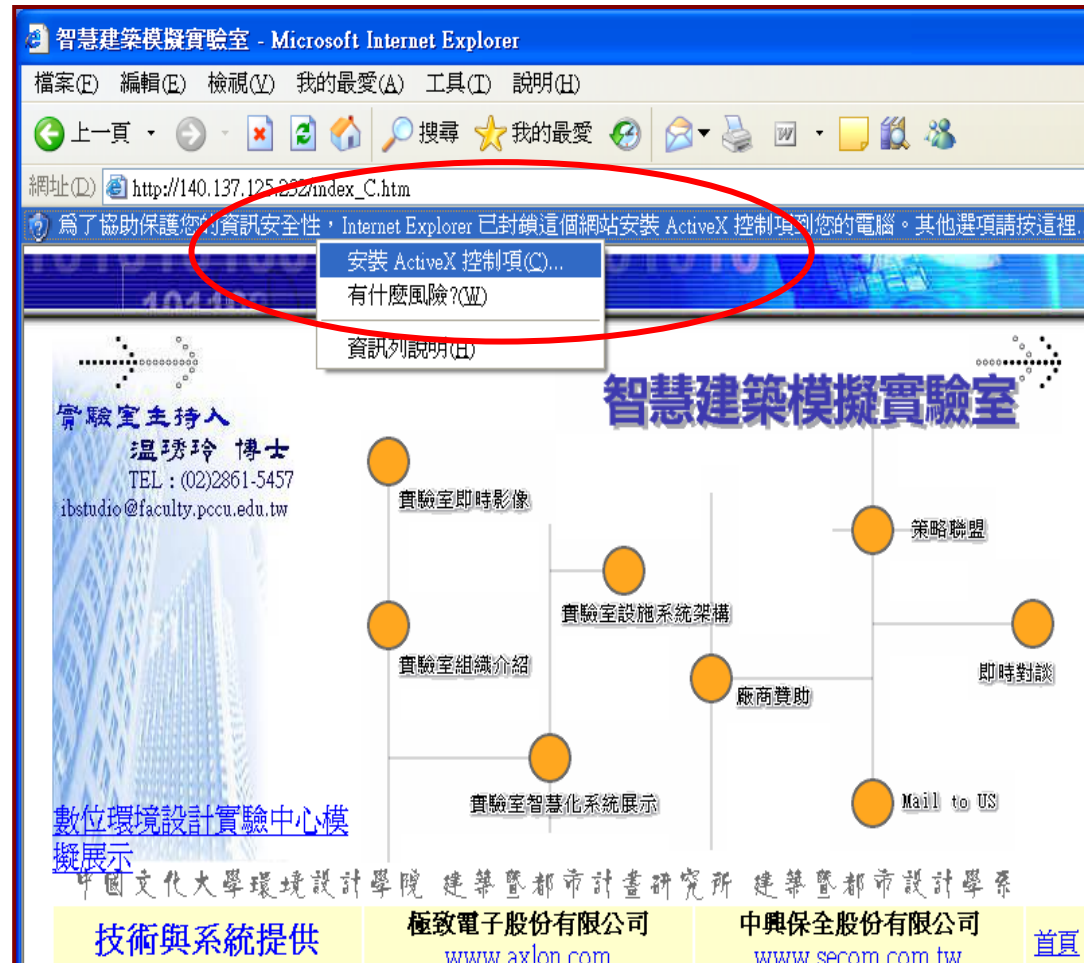 智慧建築模擬實驗室 - Microsoft Internet Explorer
檔案(F) 編輯(E) 檢視(V) 我的最愛(A) 工具(T) 說明(H)
上一頁 搜尋 我的最愛
網址(D) http://140.137.125.232/index_C.htm
為了協助保護您的資訊安全性，Internet Explorer 已封鎖這個網站安裝 ActiveX 控制項到您的電腦。其他選項請按這裡.
安裝 ActiveX 控制項(C)...
有什麼風險?(W)
資訊列說明(H)
智慧建築模擬實驗室
實驗室主持人
溫琇玲 博士
TEL：(02)2861-5457
ibstudio@faculty.pccu.edu.tw
實驗室即時影像
策略聯盟
實驗室設施系統架構
實驗室組織介紹
即時對談
廠商贊助
實驗室智慧化系統展示
Mail to US
數位環境設計實驗中心模
擬展示
中國文化大學環境設計學院 建築暨都市計畫研究所 建築暨都市設計學系
技術與系統提供
極致電子股份有限公司
www.axlon.com
中興保全股份有限公司
www.secom.com.tw
首頁